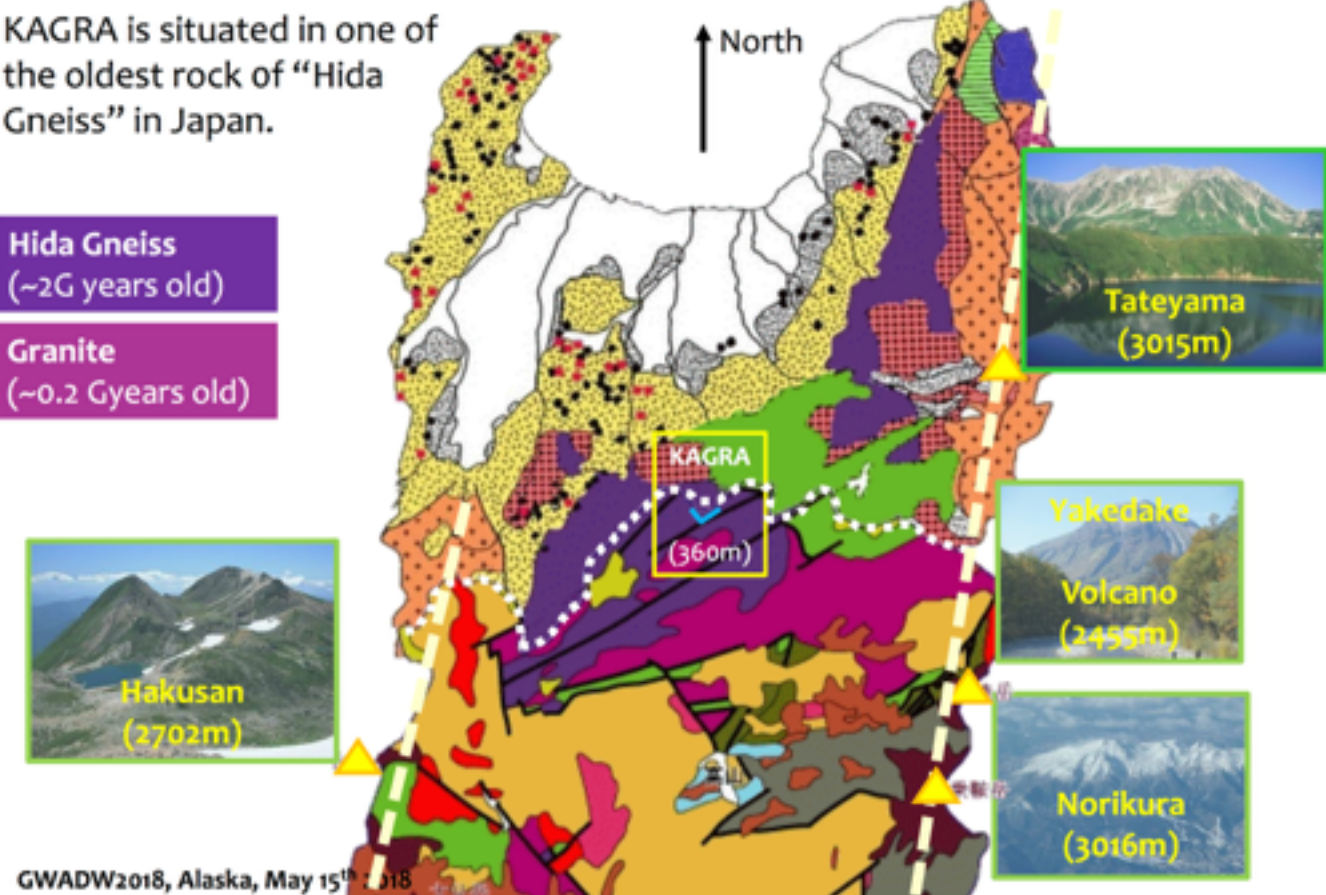 KAGRA is situated in one of
the oldest rock of “Hida
Gneiss” in Japan.
North
Hida Gneiss
(~2G years old)
Granite
(~0.2 Gyears old)
Tateyama
(3015m)
KAGRA
(360m)
Yakedake
Volcano
(2455m)
Hakusan
(2702m)
Norikura
(3016m)
GWADW2018, Alaska, May 15th 2018